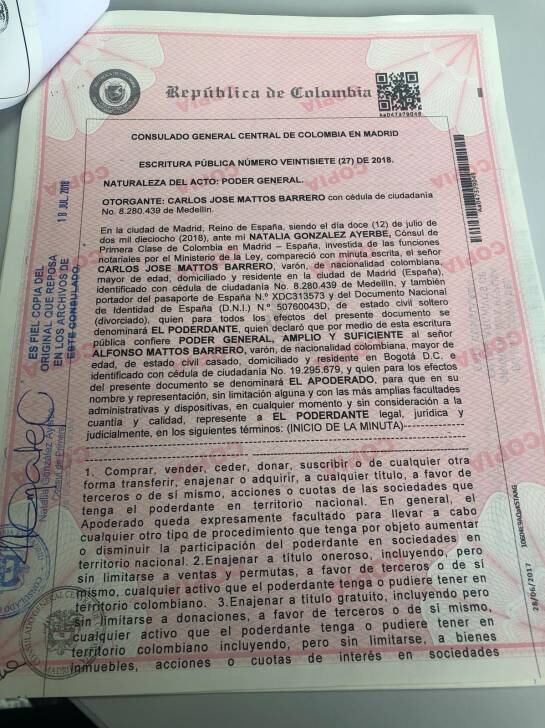 República de Colombia
CONSULADO GENERAL CENTRAL DE COLOMBIA EN MADRID
ESCRITURA PÚBLICA NÚMERO VEINTISIETE (27) DE 2018.
NATURALEZA DEL ACTO: PODER GENERAL.
OTORGANTE: CARLOS JOSE MATTOS BARRERO con cédula de ciudadanía
No. 8.280.439 de Medellín.
En la ciudad de Madrid, Reino de España, siendo el día doce (12) de julio de
dos mil dieciocho (2018), ante mi NATALIA GONZALEZ AYERBE, Cónsul de
Primera Clase de Colombia en Madrid – España, investida de las funciones
notariales por el Ministerio de la Ley, compareció con minuta escrita, el señor
CARLOS JOSE MATTOS BARRERO, varón, de nacionalidad colombiana,
mayor de edad, domiciliado y residente en la ciudad de Madrid (España),
identificado con cédula de ciudadanía No. 8.280.439 de Medellín, y también
portador del pasaporte de España N.º XDC313573 y del Documento Nacional
de Identidad de España (D.N.I.) N.º 50760043D, de estado civil soltero
(divorciado), quien para todos los efectos del presente documento se
denominará EL PODERDANTE, quien declaró que por medio de esta escritura
pública confiere PODER GENERAL, AMPLIO Y SUFICIENTE al señor
ALFONSO MATTOS BARRERO, varón, de nacionalidad colombiana, mayor de
edad, de estado civil casado, domiciliado y residente en Bogotá D.C. e
identificado con cédula de ciudadanía No. 19.295.679, y quien para los efectos
del presente documento se denominará EL APODERADO, para que en su
nombre y representación, sin limitación alguna y con las más amplias facultades
administrativas y dispositivas, en cualquier momento y sin consideración a la
cuantía y calidad, represente a EL PODERDANTE legal, jurídica y
judicialmente, en los siguientes términos: (INICIO DE LA MINUTA)
1. Comprar, vender, ceder, donar, suscribir o de cualquier otra
forma transferir, enajenar o adquirir, a cualquier título, a favor de
terceros o de sí mismo, acciones o cuotas de las sociedades que
tenga el poderdante en territorio nacional. En general, el
Apoderado queda expresamente facultado para llevar a cabo
cualquier otro tipo de procedimiento que tenga por objeto aumentar
o disminuir la participación del poderdante en sociedades en
territorio nacional. 2.Enajenar a título oneroso, incluyendo, pero
sin limitarse a ventas y permutas, a favor de terceros o de sí
mismo, cualquier activo que el poderdante tenga o pudiere tener en
territorio colombiano. 3.Enajenar a título gratuito, incluyendo pero
sin limitarse a donaciones, a favor de terceros o de sí mismo,
cualquier activo que el poderdante tenga o pudiere tener en
territorio colombiano incluyendo, pero sin limitarse, a bienes
inmuebles, acciones o cuotas de interés en sociedades
ES FIEL COPIA DEL
ORIGINAL QUE REPOSA
EN LOS ARCHIVOS DE
ESTE CONSULADO.
18 JUL. 2018
Natalia González Ayerbe
Cónsul de Primera
COPIA
COPIA
COPIA
COPIA
28/06/2017